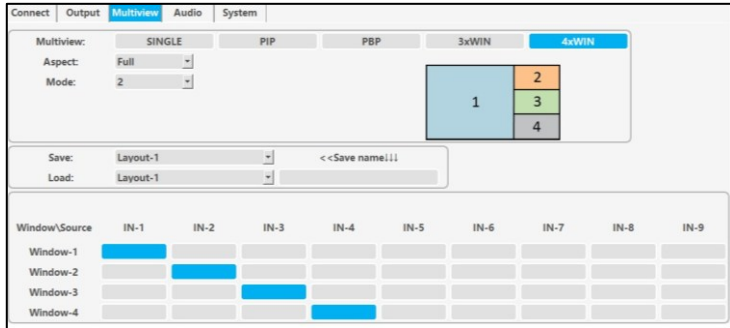 Connect Output Multiview Audio System
Multiview: SINGLE PIP PBP 3xWIN 4xWIN
Aspect: Full
Mode: 2
1
2
3
4
Save: Layout-1 <<Save name↓↓↓
Load: Layout-1
Window\Source IN-1 IN-2 IN-3 IN-4 IN-5 IN-6 IN-7 IN-8 IN-9
Window-1
Window-2
Window-3
Window-4